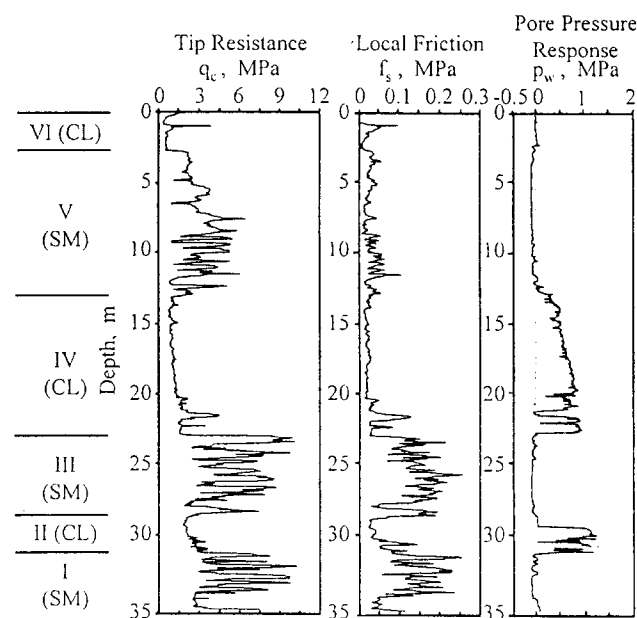 Tip Resistance
q_c, MPa
3 6 9 12
Local Friction
f_s, MPa
0 0.1 0.2 0.3
Pore Pressure
Response
p_w, MPa
-0.5 0 1 2
VI (CL)
V
(SM)
IV
(CL)
III
(SM)
II (CL)
I
(SM)
Depth, m
0
5
10
15
20
25
30
35
0
5
10
15
20
25
30
35
0
5
10
15
20
25
30
35